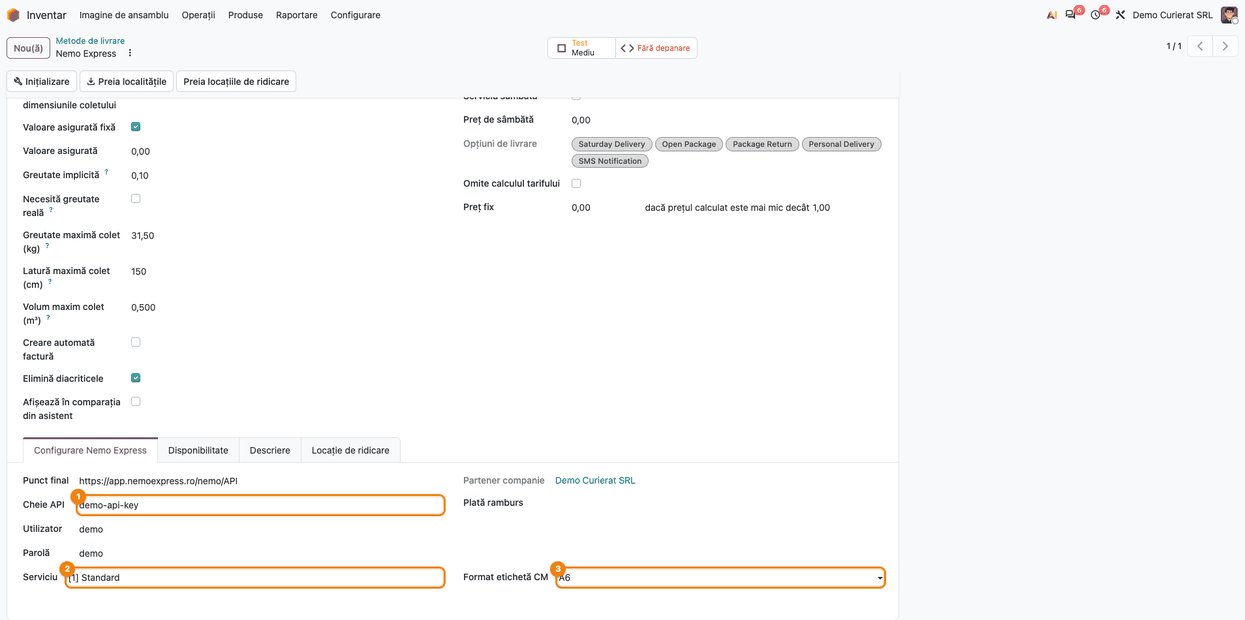 Inventar Imagine de ansamblu Operații Produse Raportare Configurare AI 6 6 Demo Curierat SRL
Nou(ă) Metode de livrare Nemo Express Test Mediu Fără depanare 1 / 1
Inițializare Preia localitățile Preia locațiile de ridicare
dimensiunile coletului
Valoare asigurată fixă Preț de sâmbătă 0,00
Valoare asigurată 0,00 Opțiuni de livrare Saturday Delivery Open Package Package Return Personal Delivery
SMS Notification
Greutate implicită ? 0,10 Omite calculul tarifului
Necesită greutate reală ? Preț fix 0,00 dacă prețul calculat este mai mic decât 1,00
Greutate maximă colet (kg) ? 31,50
Latură maximă colet (cm) ? 150
Volum maxim colet (m³) ? 0,500
Creare automată factură
Elimină diacriticele
Afișează în comparația din asistent
Configurare Nemo Express Disponibilitate Descriere Locație de ridicare
Punct final https://app.nemoexpress.ro/nemo/API Partener companie Demo Curierat SRL
1
Cheie API demo-api-key Plată ramburs
Utilizator demo
Parolă demo
2 3
Serviciu [1] Standard Format etichetă CM A6